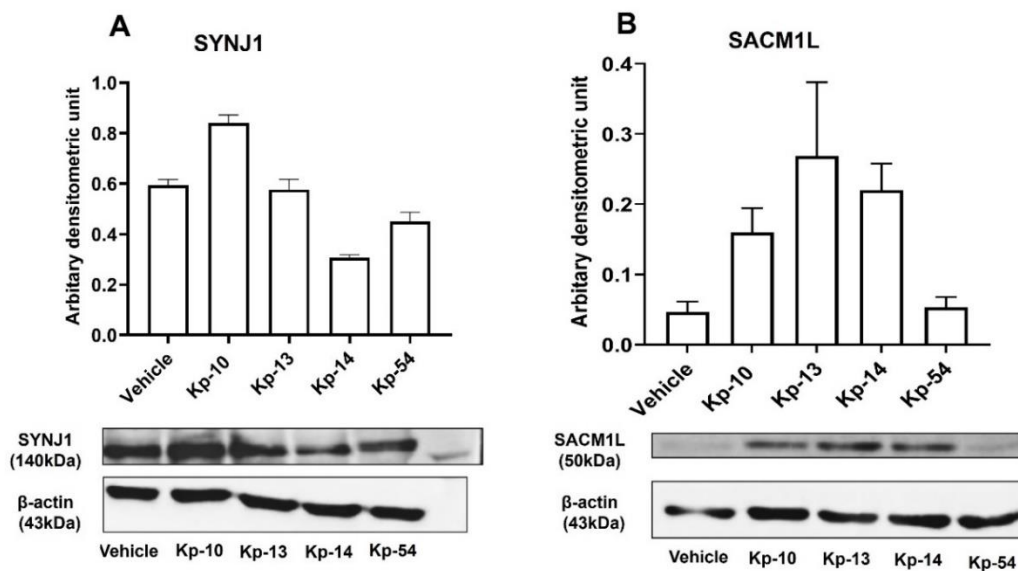 A
SYNJ1
Arbitary densitometric unit
1.0
0.8
0.6
0.4
0.2
0.0
Vehicle
Kp-10
Kp-13
Kp-14
Kp-54
SYNJ1
(140kDa)
β-actin
(43kDa)
Vehicle Kp-10 Kp-13 Kp-14 Kp-54
B
SACM1L
Arbitary densitometric unit
0.4
0.3
0.2
0.1
0.0
Vehicle
Kp-10
Kp-13
Kp-14
Kp-54
SACM1L
(50kDa)
β-actin
(43kDa)
Vehicle Kp-10 Kp-13 Kp-14 Kp-54